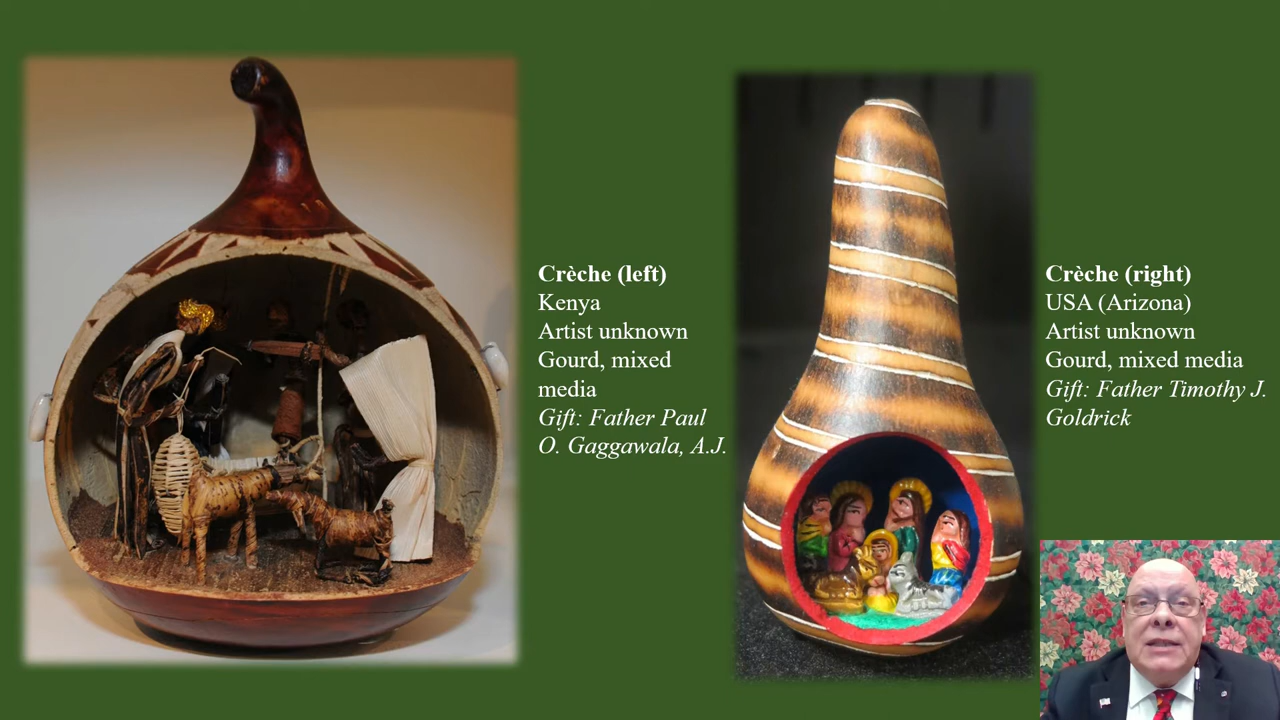 Crèche (left)
Kenya
Artist unknown
Gourd, mixed
media
Gift: Father Paul
O. Gaggawala, A.J.
Crèche (right)
USA (Arizona)
Artist unknown
Gourd, mixed media
Gift: Father Timothy J.
Goldrick